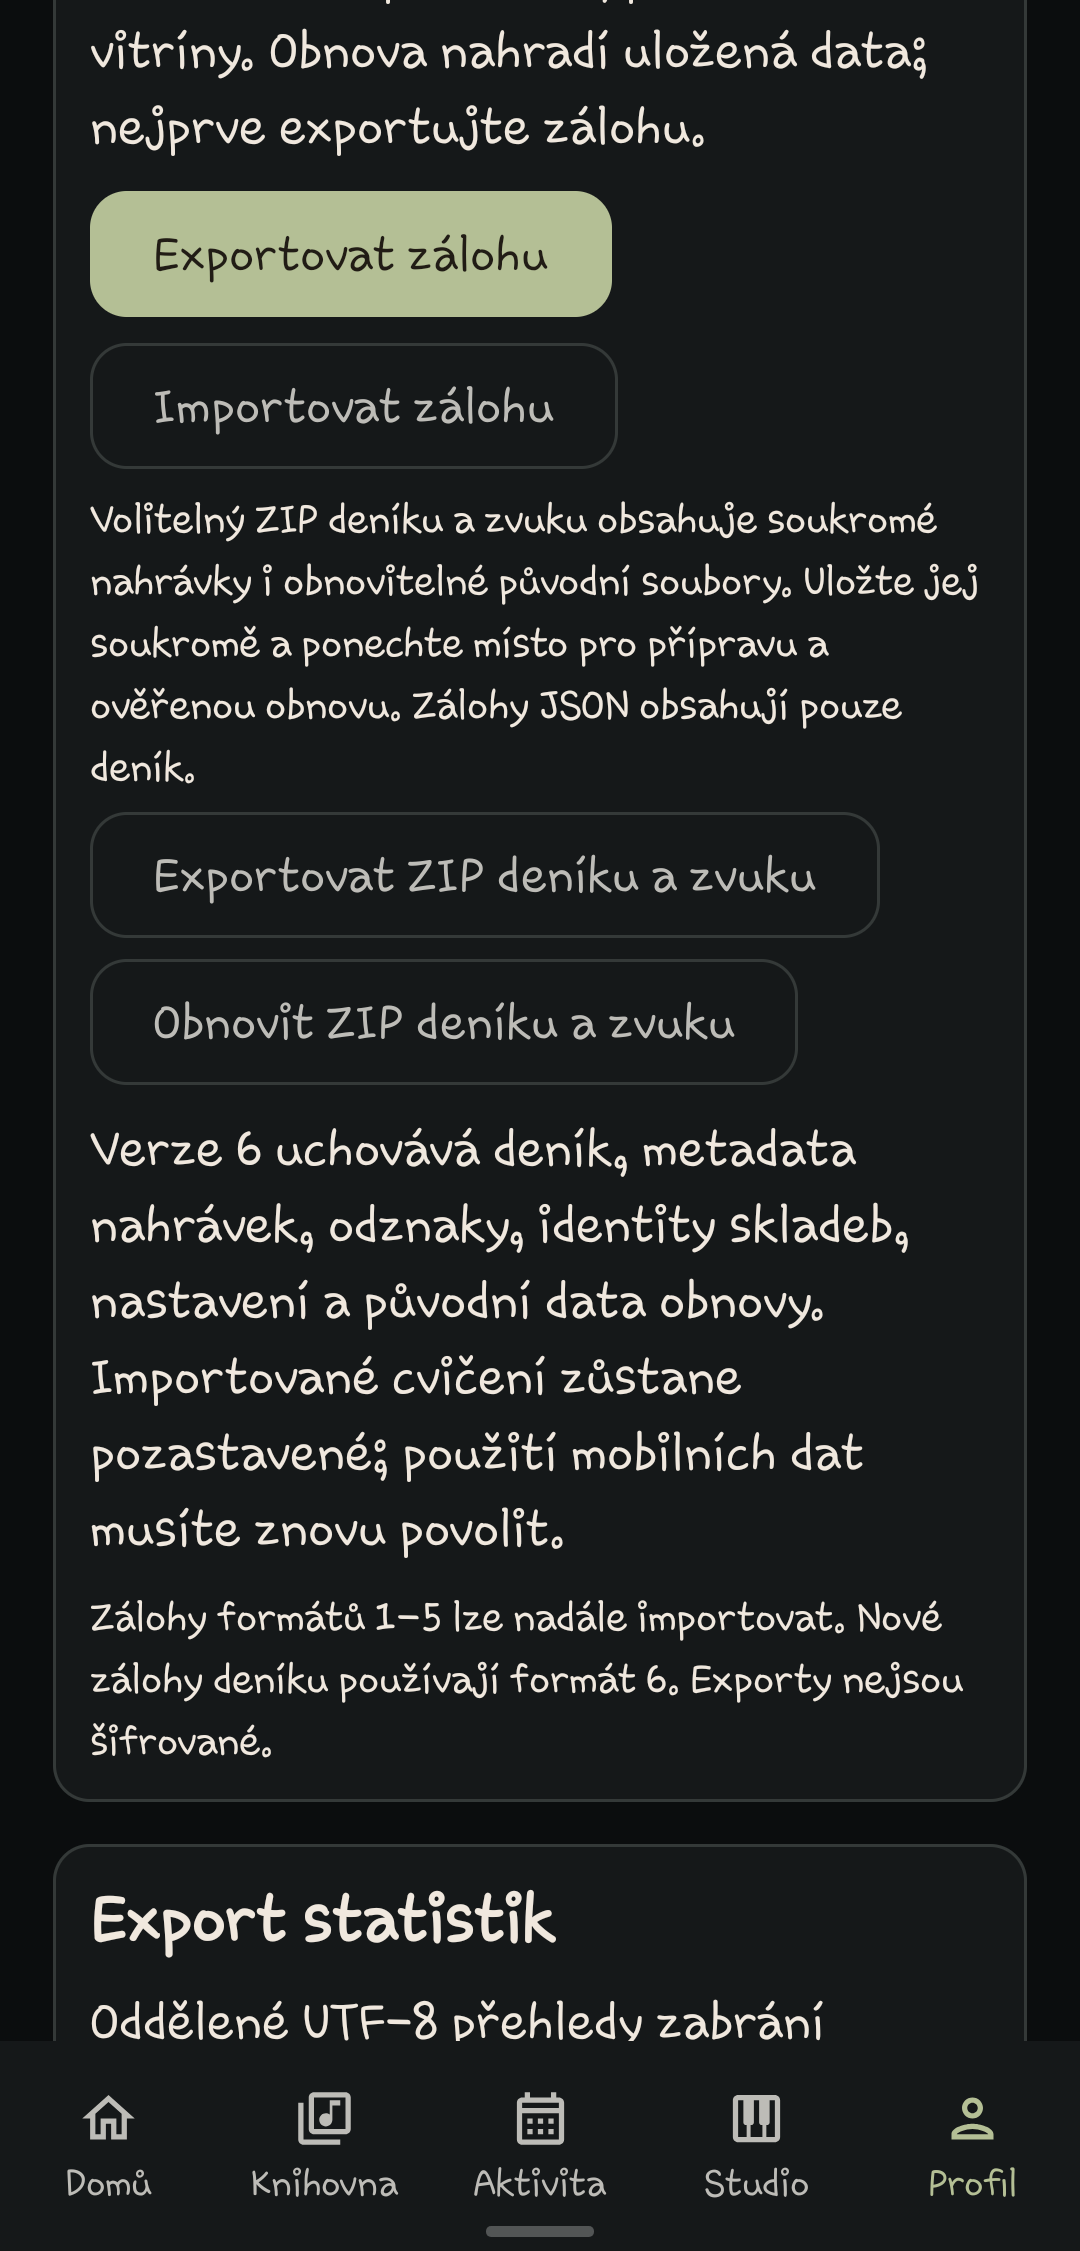 vitríny. Obnova nahradí uložená data;
nejprve exportujte zálohu.
Exportovat zálohu
Importovat zálohu
Volitelný ZIP deníku a zvuku obsahuje soukromé
nahrávky i obnovitelné původní soubory. Uložte jej
soukromě a ponechte místo pro přípravu a
ověřenou obnovu. Zálohy JSON obsahují pouze
deník.
Exportovat ZIP deníku a zvuku
Obnovit ZIP deníku a zvuku
Verze 6 uchovává deník, metadata
nahrávek, odznaky, identity skladeb,
nastavení a původní data obnovy.
Importované cvičení zůstane
pozastavené; použití mobilních dat
musíte znovu povolit.
Zálohy formátů 1–5 lze nadále importovat. Nové
zálohy deníku používají formát 6. Exporty nejsou
šifrované.
Export statistik
Oddělené UTF-8 přehledy zabrání
Domů
Knihovna
Aktivita
Studio
Profil